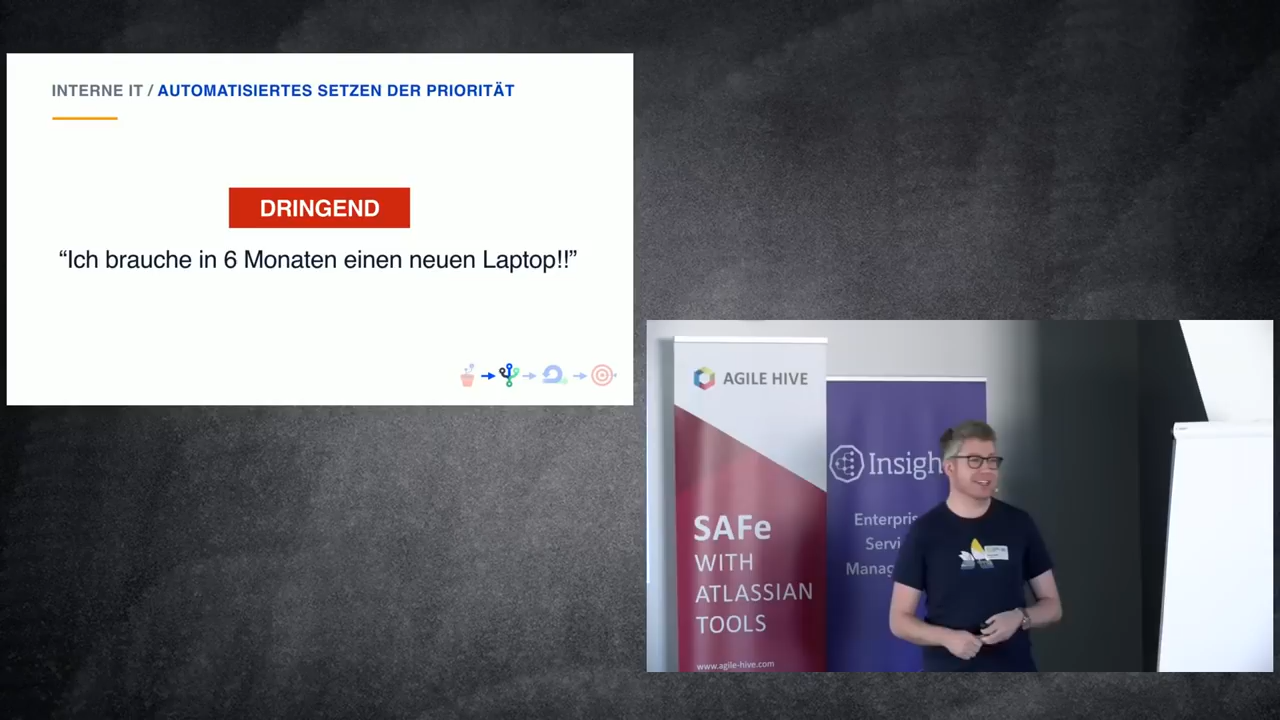 INTERNE IT / AUTOMATISIERTES SETZEN DER PRIORITÄT
DRINGEND
“Ich brauche in 6 Monaten einen neuen Laptop!!”
AGILE HIVE
SAFe
WITH
ATLASSIAN
TOOLS
www.agile-hive.com
Insigh
Enterpris
Servi
Manag